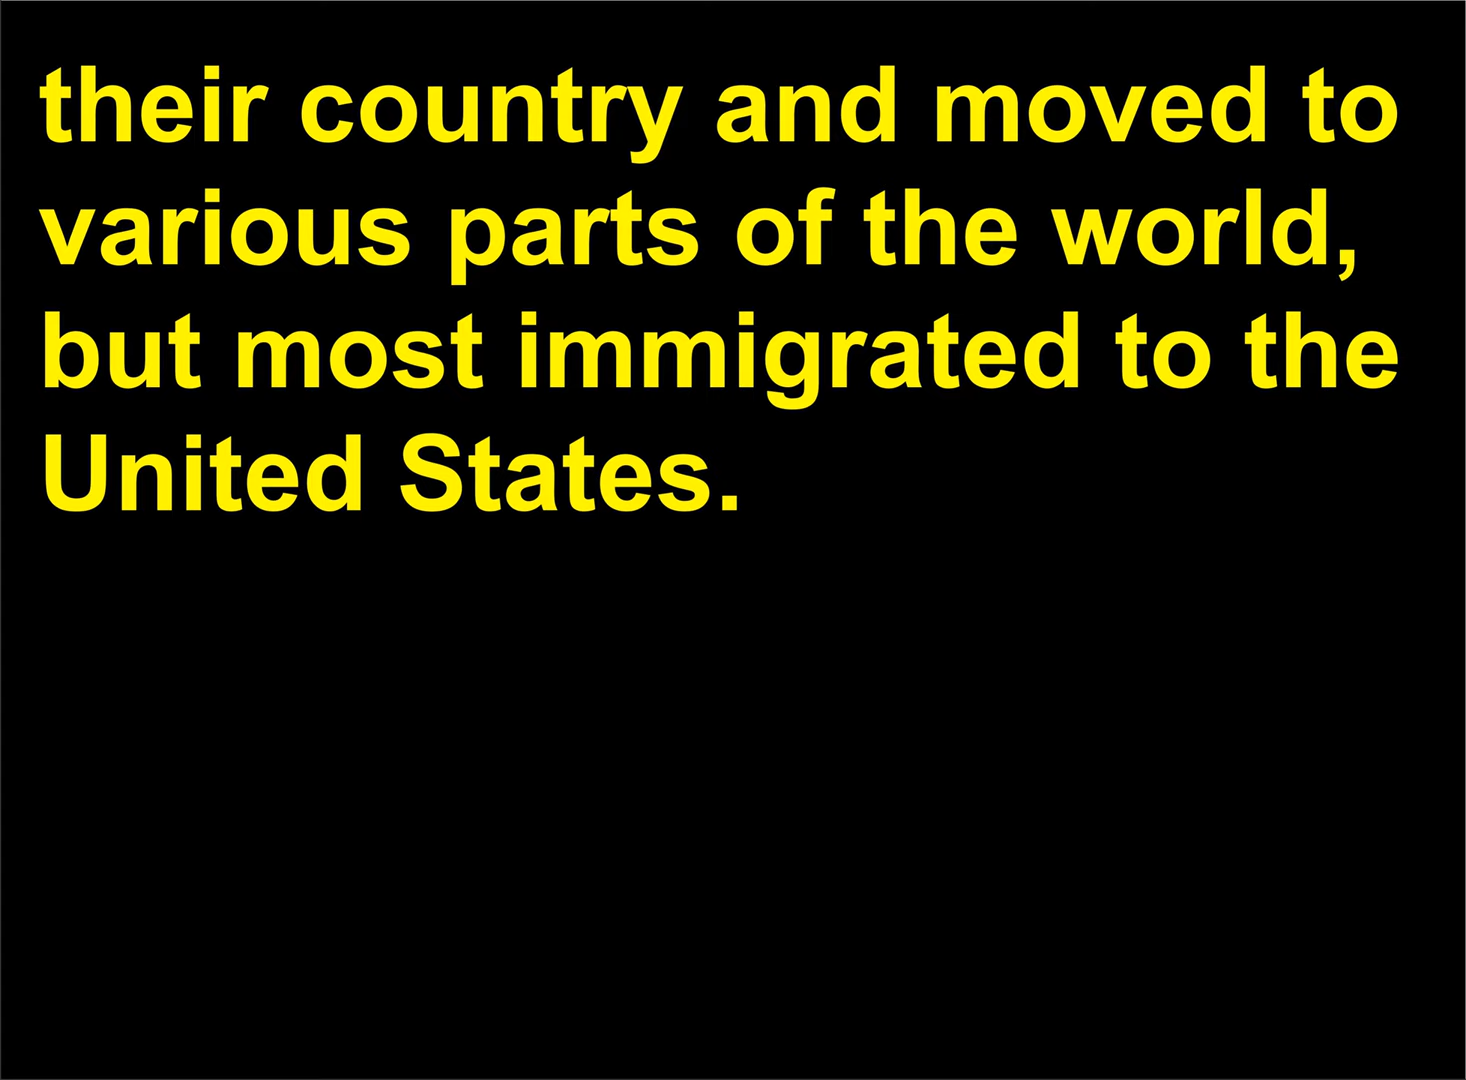 their country and moved to
various parts of the world,
but most immigrated to the
United States.